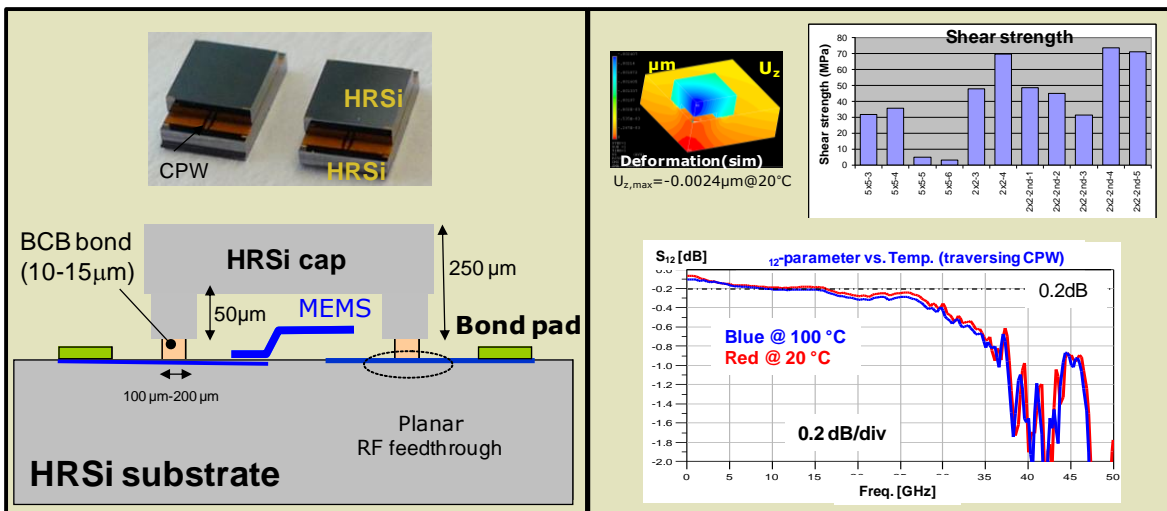 HRSi
HRSi
CPW
HRSi
BCB bond
(10-15µm)
HRSi cap
250 µm
50µm
MEMS
Bond pad
100 µm-200 µm
Planar
RF feedthrough
HRSi substrate
µm
Uz
Deformation(sim)
Uz,max=-0.0024µm@20°C
Shear strength
Shear strength (MPa)
80
70
60
50
40
30
20
10
0
5x5-3
5x5-4
5x5-5
5x5-6
2x2-3
2x2-4
2x2-2nd-1
2x2-2nd-2
2x2-2nd-3
2x2-2nd-4
2x2-2nd-5
S12 [dB]
12-parameter vs. Temp. (traversing CPW)
-0.2
-0.4
-0.6
-0.8
-1.0
-1.2
-1.4
-1.6
-1.8
-2.0
0.2dB
Blue @ 100 °C
Red @ 20 °C
0.2 dB/div
0
5
10
15
20
25
30
35
40
45
50
Freq. [GHz]